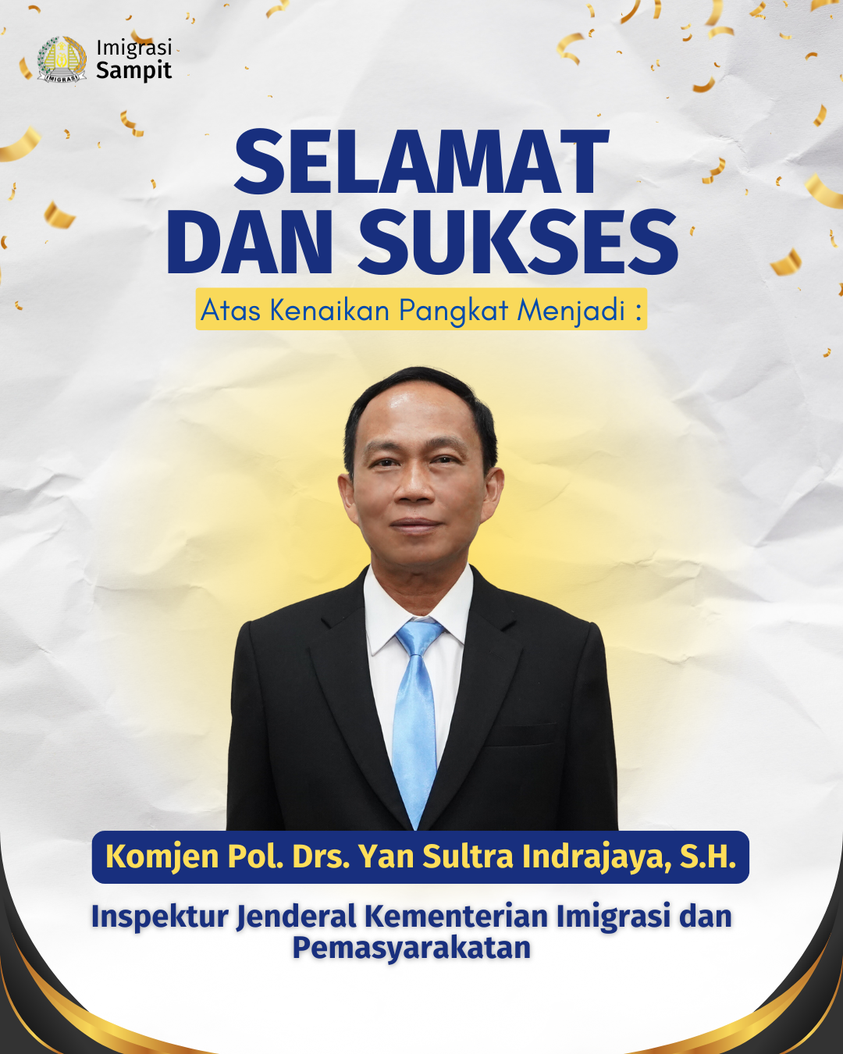 Imigrasi
Sampit
IMIGRASI
SELAMAT
DAN SUKSES
Atas Kenaikan Pangkat Menjadi :
Komjen Pol. Drs. Yan Sultra Indrajaya, S.H.
Inspektur Jenderal Kementerian Imigrasi dan
Pemasyarakatan